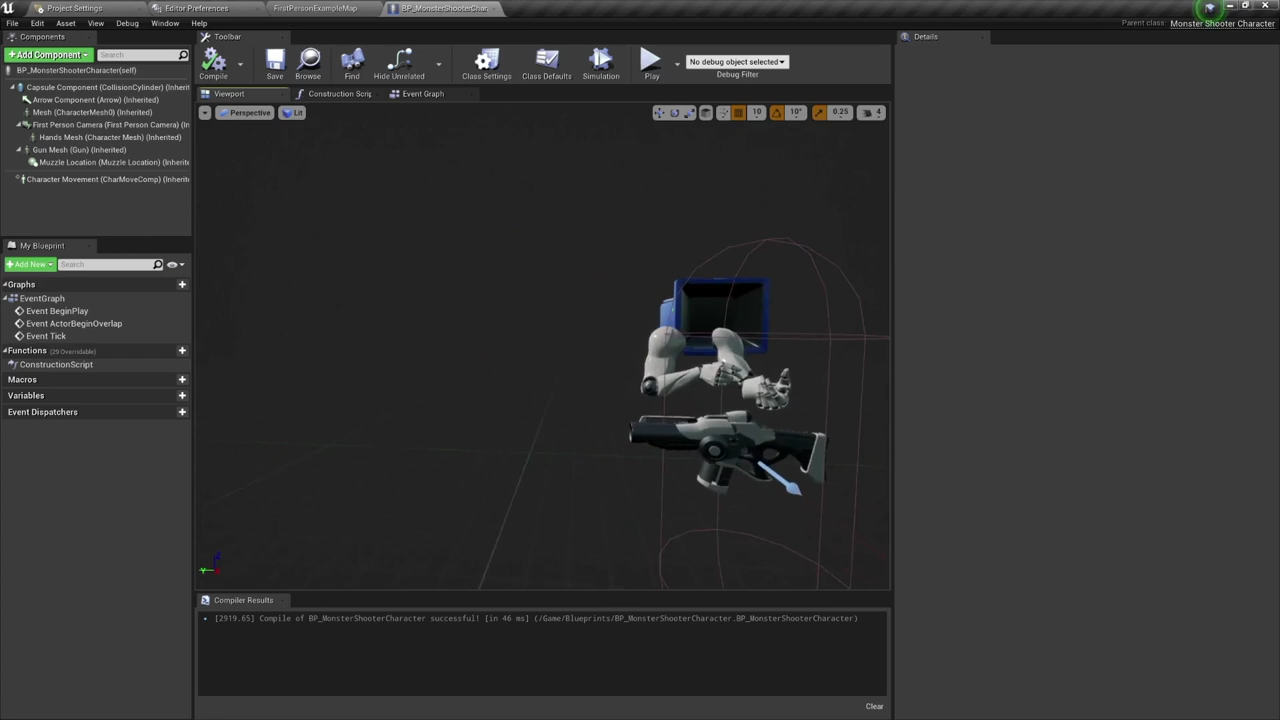 Project Settings
Editor Preferences
FirstPersonExampleMap
BP_MonsterShooterChar
File Edit Asset View Debug Window Help
Parent class: Monster Shooter Character
Components
+Add Component
Search
BP_MonsterShooterCharacter(self)
Capsule Component (CollisionCylinder) (Inherit
Arrow Component (Arrow) (Inherited)
Mesh (CharacterMesh0) (Inherited)
First Person Camera (First Person Camera) (In
Hands Mesh (Character Mesh) (Inherited)
Gun Mesh (Gun) (Inherited)
Muzzle Location (Muzzle Location) (Inherite
Character Movement (CharMoveComp) (Inherit
My Blueprint
+Add New
Search
Graphs
EventGraph
Event BeginPlay
Event ActorBeginOverlap
Event Tick
Functions (29 Overridable)
ConstructionScript
Macros
Variables
Event Dispatchers
Toolbar
Compile
Save
Browse
Find
Hide Unrelated
Class Settings
Class Defaults
Simulation
Play
No debug object selected
Debug Filter
Viewport
Construction Scrip
Event Graph
Perspective
Lit
10
10°
0.25
4
Z
Y
Compiler Results
[2919.65] Compile of BP_MonsterShooterCharacter successful! [in 46 ms] (/Game/Blueprints/BP_MonsterShooterCharacter.BP_MonsterShooterCharacter)
Clear
Details